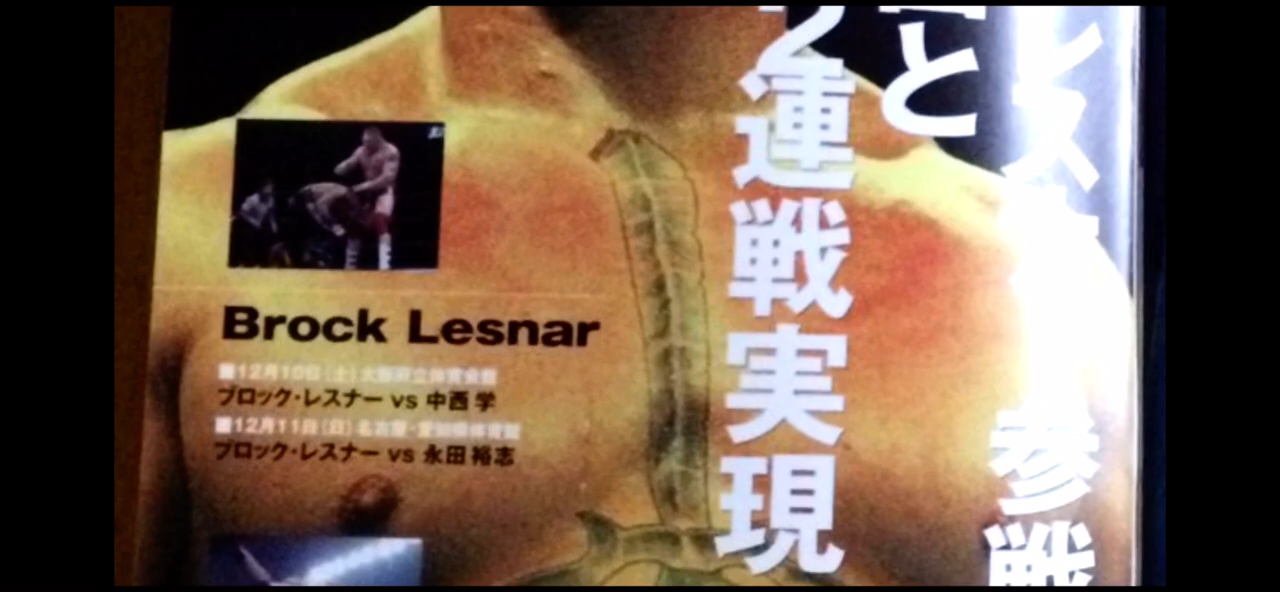 レス
参戦
と
連戦実現
Brock Lesnar
■12月10日(土)大阪府立体育会館
ブロック・レスナー vs 中西 学
■12月11日(日)名古屋・愛知県体育館
ブロック・レスナー vs 永田 裕志